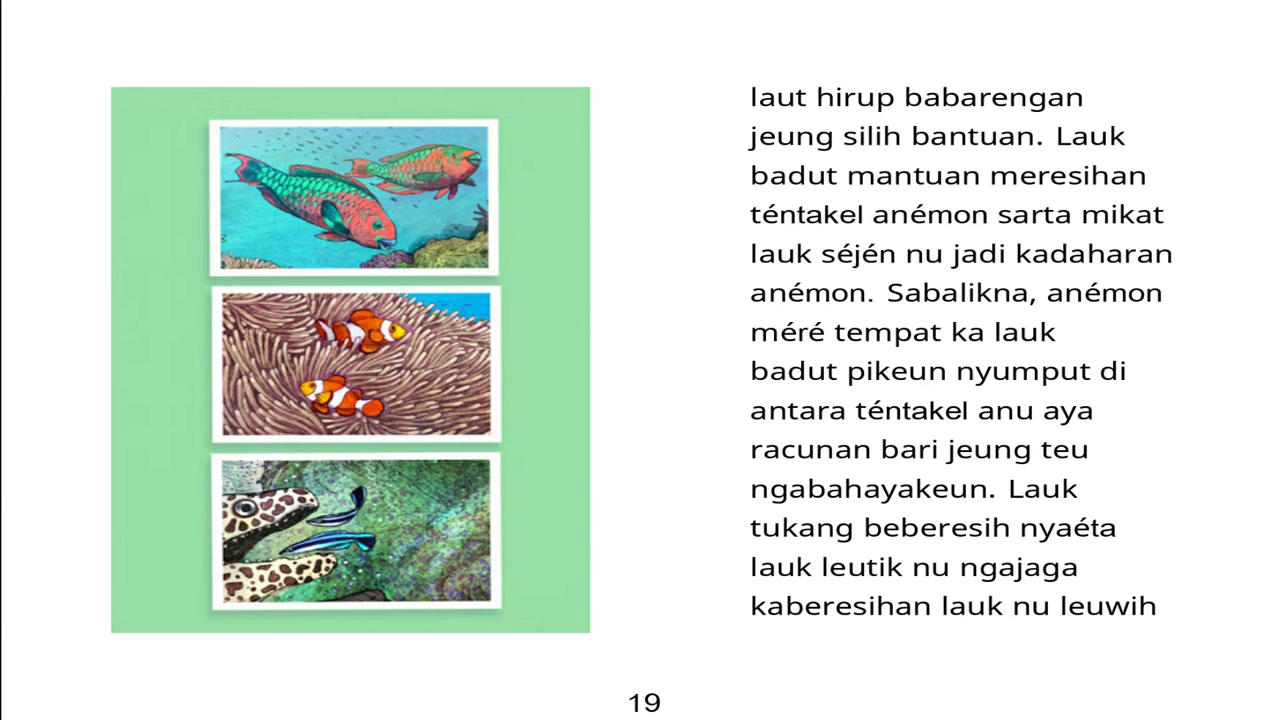 laut hirup babarengan
jeung silih bantuan. Lauk
badut mantuan meresihan
téntakel anémon sarta mikat
lauk séjén nu jadi kadaharan
anémon. Sabalikna, anémon
méré tempat ka lauk
badut pikeun nyumput di
antara téntakel anu aya
racunan bari jeung teu
ngabahayakeun. Lauk
tukang beberesih nyaéta
lauk leutik nu ngajaga
kaberesihan lauk nu leuwih
19